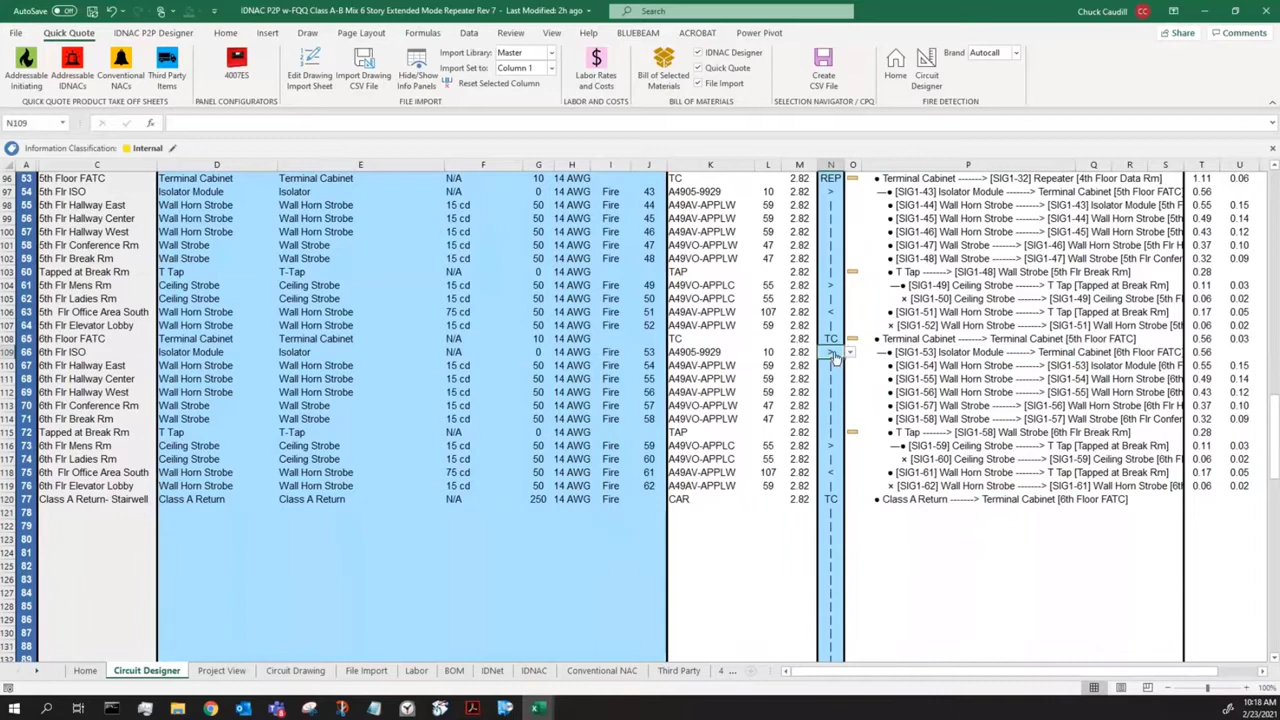 AutoSave Off IDNAC P2P w-FQQ Class A-B Mix 6 Story Extended Mode Repeater Rev 7 - Last Modified: 2h ago Search Chuck Caudill CC
File Quick Quote IDNAC P2P Designer Home Insert Draw Page Layout Formulas Data Review View Help BLUEBEAM ACROBAT Power Pivot Share Comments
Addressable Initiating Addressable IDNACs Conventional NACs Third Party Items 4007ES Edit Drawing Import Sheet Import Drawing CSV File Hide/Show Info Panels Import Library: Master Import Set to: Column 1 Reset Selected Column Labor Rates and Costs Bill of Selected Materials IDNAC Designer Quick Quote File Import Create CSV File Home Circuit Designer Brand Autocall
QUICK QUOTE PRODUCT TAKE OFF SHEETS PANEL CONFIGURATORS FILE IMPORT LABOR AND COSTS BILL OF MATERIALS SELECTION NAVIGATOR / CPQ FIRE DETECTION
N109 fx
Information Classification: Internal
A C D E F G H I J K L M N O P Q R S T U
96 53 5th Floor FATC Terminal Cabinet Terminal Cabinet N/A 10 14 AWG TC 2.82 REP ● Terminal Cabinet -------> [SIG1-32] Repeater [4th Floor Data Rm] 1.11 0.06
97 54 5th Flr ISO Isolator Module Isolator N/A 0 14 AWG Fire 43 A4905-9929 10 2.82 > —● [SIG1-43] Isolator Module -------> Terminal Cabinet [5th Floor FATC] 0.56
98 55 5th Flr Hallway East Wall Horn Strobe Wall Horn Strobe 15 cd 50 14 AWG Fire 44 A49AV-APPLW 59 2.82 | ● [SIG1-44] Wall Horn Strobe -------> [SIG1-43] Isolator Module [5th F 0.55 0.15
99 56 5th Flr Hallway Center Wall Horn Strobe Wall Horn Strobe 15 cd 50 14 AWG Fire 45 A49AV-APPLW 59 2.82 | ● [SIG1-45] Wall Horn Strobe -------> [SIG1-44] Wall Horn Strobe [5th 0.49 0.14
100 57 5th Flr Hallway West Wall Horn Strobe Wall Horn Strobe 15 cd 50 14 AWG Fire 46 A49AV-APPLW 59 2.82 | ● [SIG1-46] Wall Horn Strobe -------> [SIG1-45] Wall Horn Strobe [5th 0.43 0.12
101 58 5th Flr Conference Rm Wall Strobe Wall Strobe 15 cd 50 14 AWG Fire 47 A49VO-APPLW 47 2.82 | ● [SIG1-47] Wall Strobe -------> [SIG1-46] Wall Horn Strobe [5th Flr H 0.37 0.10
102 59 5th Flr Break Rm Wall Strobe Wall Strobe 15 cd 50 14 AWG Fire 48 A49VO-APPLW 47 2.82 | ● [SIG1-48] Wall Strobe -------> [SIG1-47] Wall Strobe [5th Flr Confer 0.32 0.09
103 60 Tapped at Break Rm T Tap T-Tap N/A 0 14 AWG TAP 2.82 | ● T Tap -------> [SIG1-48] Wall Strobe [5th Flr Break Rm] 0.28
104 61 5th Flr Mens Rm Ceiling Strobe Ceiling Strobe 15 cd 50 14 AWG Fire 49 A49VO-APPLC 55 2.82 > —● [SIG1-49] Ceiling Strobe -------> T Tap [Tapped at Break Rm] 0.11 0.03
105 62 5th Flr Ladies Rm Ceiling Strobe Ceiling Strobe 15 cd 50 14 AWG Fire 50 A49VO-APPLC 55 2.82 | × [SIG1-50] Ceiling Strobe -------> [SIG1-49] Ceiling Strobe [5th Fl 0.06 0.02
106 63 5th Flr Office Area South Wall Horn Strobe Wall Horn Strobe 75 cd 50 14 AWG Fire 51 A49AV-APPLW 107 2.82 < ● [SIG1-51] Wall Horn Strobe -------> T Tap [Tapped at Break Rm] 0.17 0.05
107 64 5th Flr Elevator Lobby Wall Horn Strobe Wall Horn Strobe 15 cd 50 14 AWG Fire 52 A49AV-APPLW 59 2.82 | × [SIG1-52] Wall Horn Strobe -------> [SIG1-51] Wall Horn Strobe [5th 0.06 0.02
108 65 6th Floor FATC Terminal Cabinet Terminal Cabinet N/A 10 14 AWG TC 2.82 TC ● Terminal Cabinet -------> Terminal Cabinet [5th Floor FATC] 1.11
109 66 6th Flr ISO Isolator Module Isolator N/A 0 14 AWG Fire 53 A4905-9929 10 2.82 > —● [SIG1-53] Isolator Module -------> Terminal Cabinet [6th Floor FATC] 0.56
110 67 6th Flr Hallway East Wall Horn Strobe Wall Horn Strobe 15 cd 50 14 AWG Fire 54 A49AV-APPLW 59 2.82 | ● [SIG1-54] Wall Horn Strobe -------> [SIG1-53] Isolator Module [6th F 0.55 0.15
111 68 6th Flr Hallway Center Wall Horn Strobe Wall Horn Strobe 15 cd 50 14 AWG Fire 55 A49AV-APPLW 59 2.82 | ● [SIG1-55] Wall Horn Strobe -------> [SIG1-54] Wall Horn Strobe [6th 0.49 0.14
112 69 6th Flr Hallway West Wall Horn Strobe Wall Horn Strobe 15 cd 50 14 AWG Fire 56 A49AV-APPLW 59 2.82 | ● [SIG1-56] Wall Horn Strobe -------> [SIG1-55] Wall Horn Strobe [6th 0.43 0.12
113 70 6th Flr Conference Rm Wall Strobe Wall Strobe 15 cd 50 14 AWG Fire 57 A49VO-APPLW 47 2.82 | ● [SIG1-57] Wall Strobe -------> [SIG1-56] Wall Horn Strobe [6th Flr H 0.37 0.10
114 71 6th Flr Break Rm Wall Strobe Wall Strobe 15 cd 50 14 AWG Fire 58 A49VO-APPLW 47 2.82 | ● [SIG1-58] Wall Strobe -------> [SIG1-57] Wall Strobe [6th Flr Confer 0.32 0.09
115 72 Tapped at Break Rm T Tap T-Tap N/A 0 14 AWG TAP 2.82 | ● T Tap -------> [SIG1-58] Wall Strobe [6th Flr Break Rm] 0.28
116 73 6th Flr Mens Rm Ceiling Strobe Ceiling Strobe 15 cd 50 14 AWG Fire 59 A49VO-APPLC 55 2.82 > —● [SIG1-59] Ceiling Strobe -------> T Tap [Tapped at Break Rm] 0.11 0.03
117 74 6th Flr Ladies Rm Ceiling Strobe Ceiling Strobe 15 cd 50 14 AWG Fire 60 A49VO-APPLC 55 2.82 | × [SIG1-60] Ceiling Strobe -------> [SIG1-59] Ceiling Strobe [6th Fl 0.06 0.02
118 75 6th Flr Office Area South Wall Horn Strobe Wall Horn Strobe 75 cd 50 14 AWG Fire 61 A49AV-APPLW 107 2.82 < ● [SIG1-61] Wall Horn Strobe -------> T Tap [Tapped at Break Rm] 0.17 0.05
119 76 6th Flr Elevator Lobby Wall Horn Strobe Wall Horn Strobe 15 cd 50 14 AWG Fire 62 A49AV-APPLW 59 2.82 | × [SIG1-62] Wall Horn Strobe -------> [SIG1-61] Wall Horn Strobe [6th 0.06 0.02
120 77 Class A Return- Stairwell Class A Return Class A Return N/A 250 14 AWG Fire CAR 2.82 TC ● Class A Return -------> Terminal Cabinet [6th Floor FATC]
121 78 |
122 79 |
123 80 |
124 81 |
125 82 |
126 83 |
127 84 |
128 85 |
129 86 |
130 87 |
131 88 |
132 89
Home Circuit Designer Project View Circuit Drawing File Import Labor BOM IDNet IDNAC Conventional NAC Third Party 4 ...
100%
10:18 AM
2/23/2021